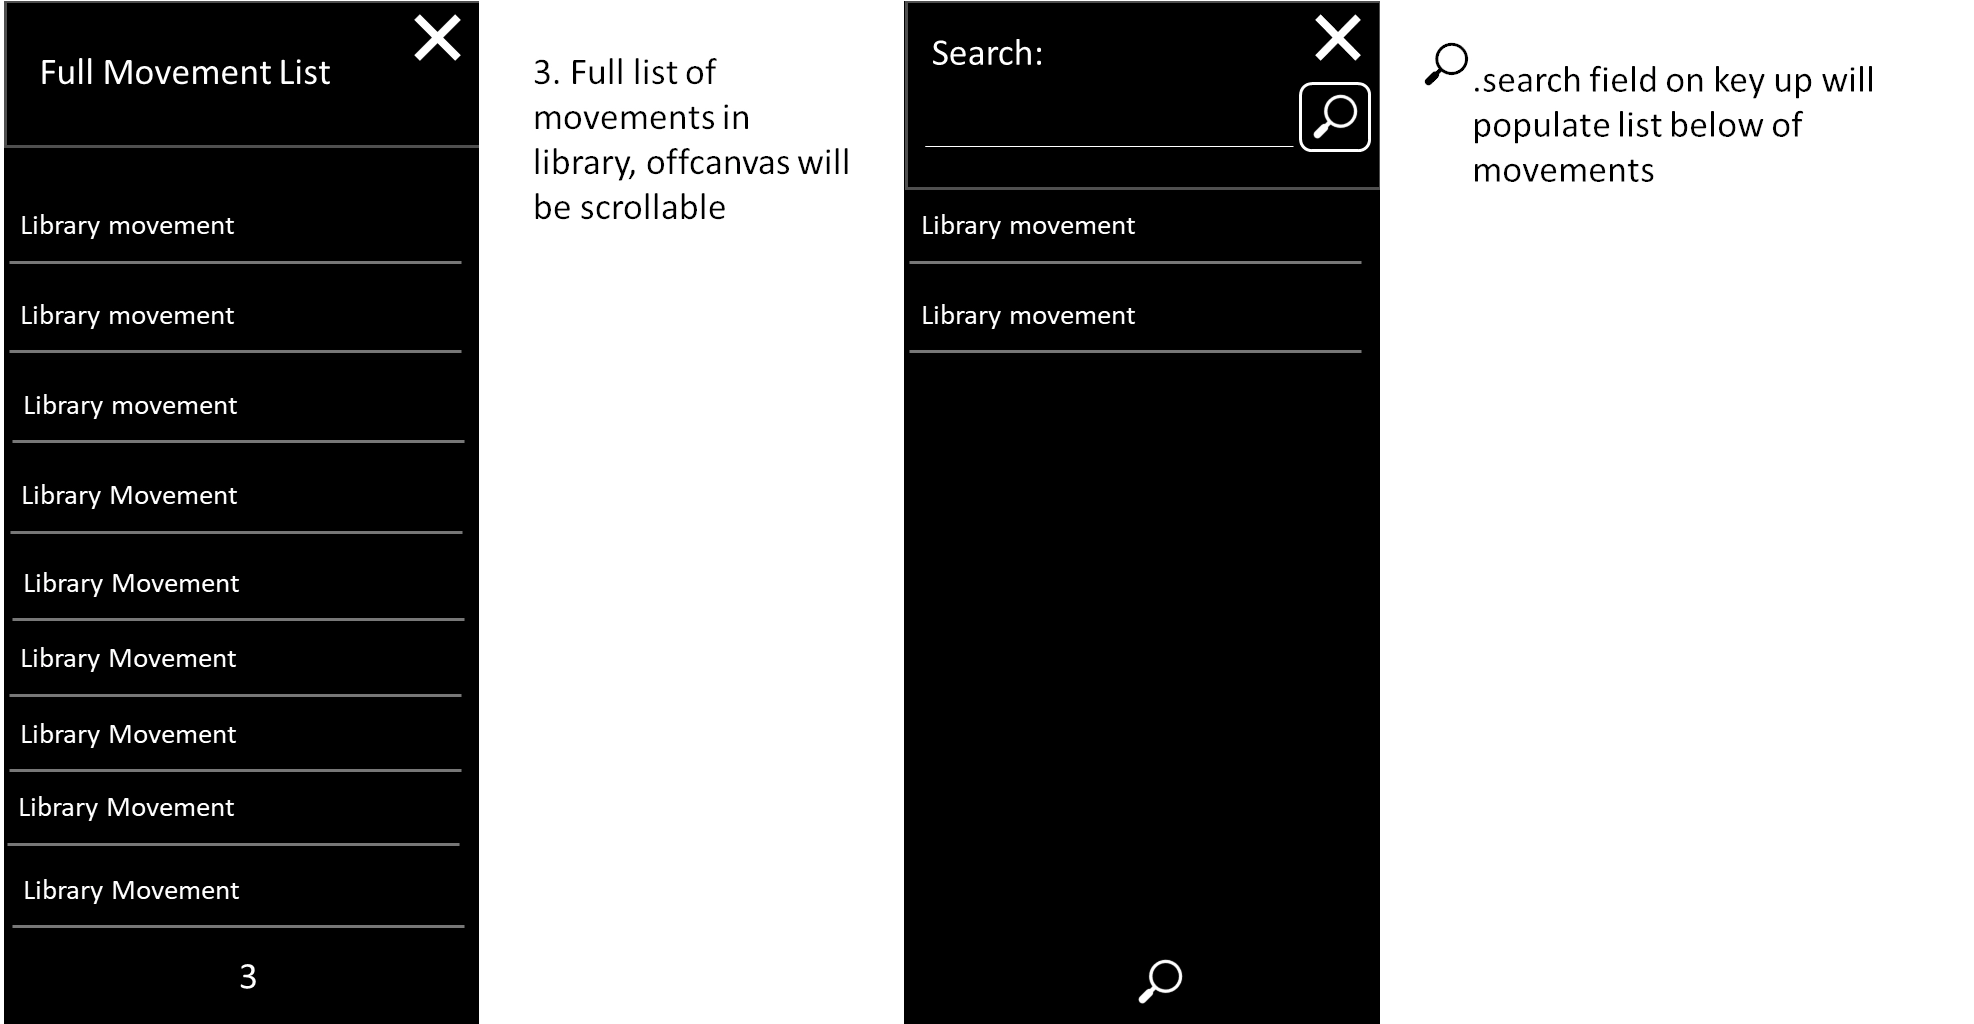 Full Movement List
Library movement
Library movement
Library movement
Library Movement
Library Movement
Library Movement
Library Movement
Library Movement
Library Movement
3
3. Full list of
movements in
library, offcanvas will
be scrollable
Search:
Library movement
Library movement
.search field on key up will
populate list below of
movements